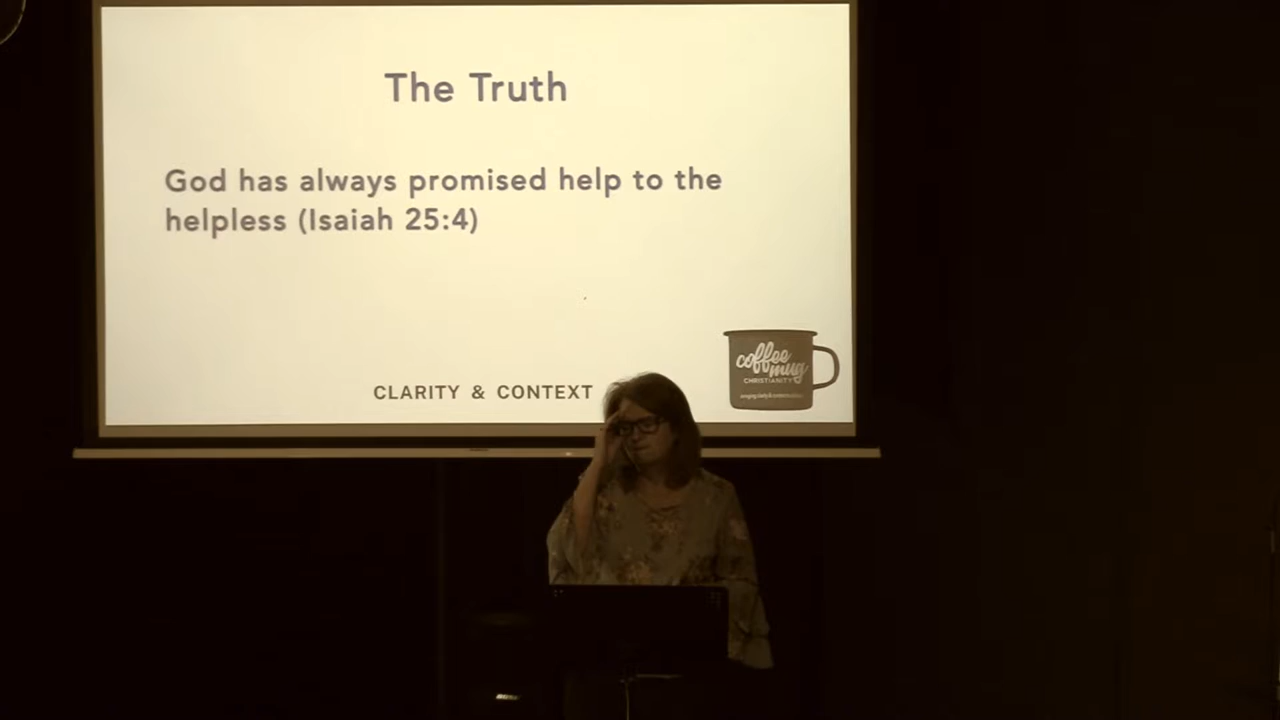 The Truth
God has always promised help to the
helpless (Isaiah 25:4)
CLARITY & CONTEXT
coffee
mug
CHRISTIANITY